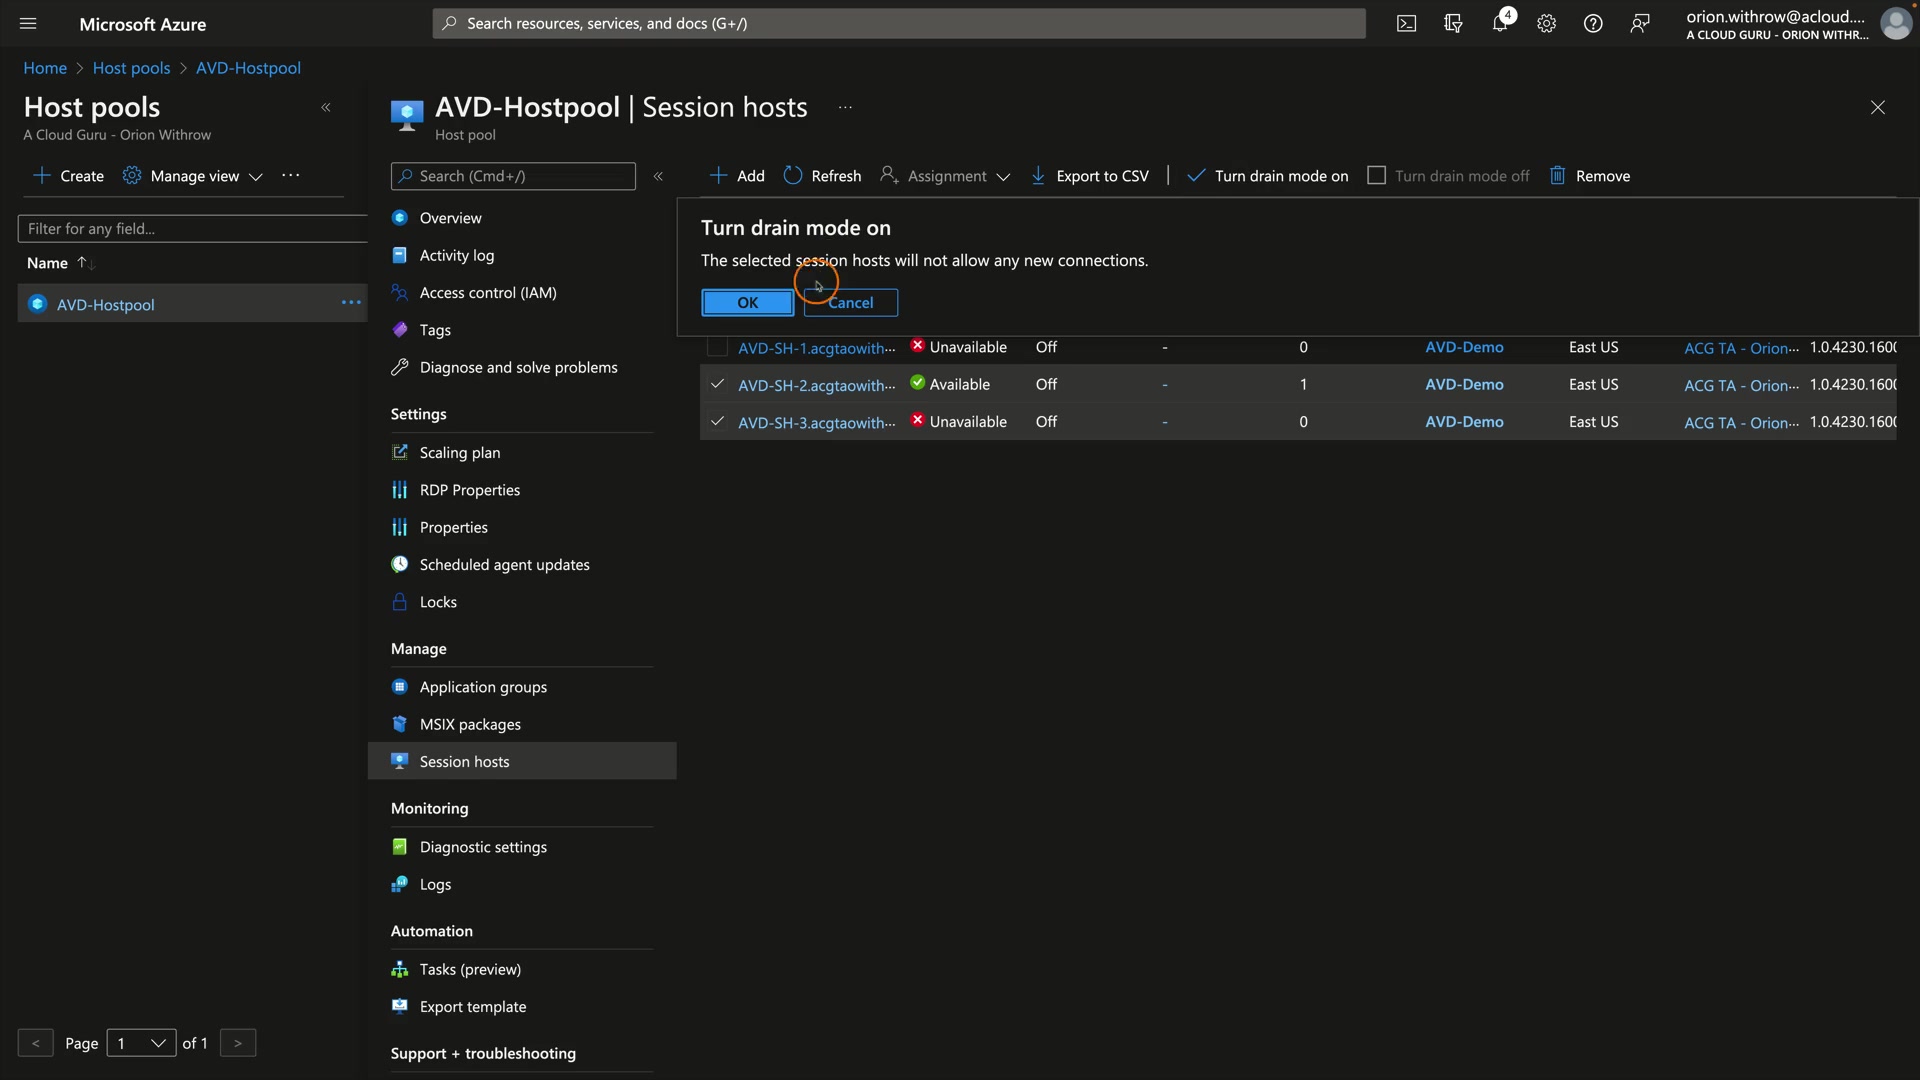 Microsoft Azure
Search resources, services, and docs (G+/)
4
orion.withrow@acloud....
A CLOUD GURU - ORION WITHR...
Home > Host pools > AVD-Hostpool
Host pools
A Cloud Guru - Orion Withrow
Create
Manage view
Filter for any field...
Name
AVD-Hostpool
Page 1 of 1
AVD-Hostpool | Session hosts
Host pool
Search (Cmd+/)
Overview
Activity log
Access control (IAM)
Tags
Diagnose and solve problems
Settings
Scaling plan
RDP Properties
Properties
Scheduled agent updates
Locks
Manage
Application groups
MSIX packages
Session hosts
Monitoring
Diagnostic settings
Logs
Automation
Tasks (preview)
Export template
Support + troubleshooting
Add Refresh Assignment Export to CSV | Turn drain mode on Turn drain mode off Remove
Turn drain mode on
The selected session hosts will not allow any new connections.
OK Cancel
AVD-SH-1.acgtaowith... Unavailable Off - 0 AVD-Demo East US ACG TA - Orion... 1.0.4230.1600
AVD-SH-2.acgtaowith... Available Off - 1 AVD-Demo East US ACG TA - Orion... 1.0.4230.1600
AVD-SH-3.acgtaowith... Unavailable Off - 0 AVD-Demo East US ACG TA - Orion... 1.0.4230.1600